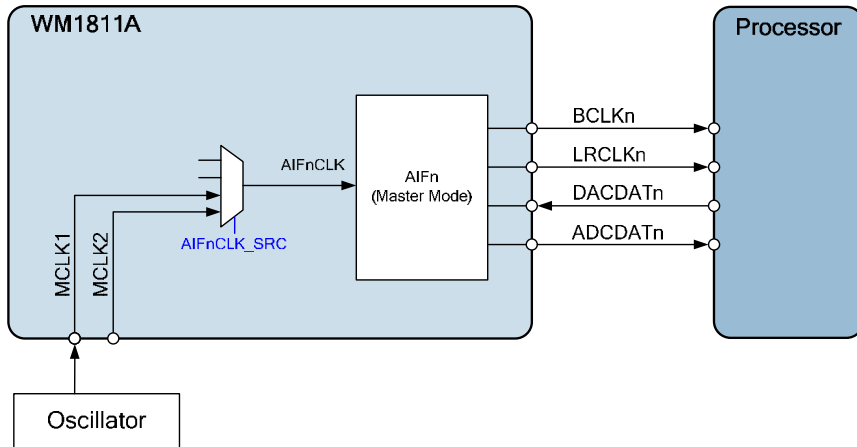 WM1811A
Processor
BCLKn
LRCLKn
DACDATn
ADCDATn
AIFnCLK
AIFn
(Master Mode)
AIFnCLK_SRC
MCLK1
MCLK2
Oscillator